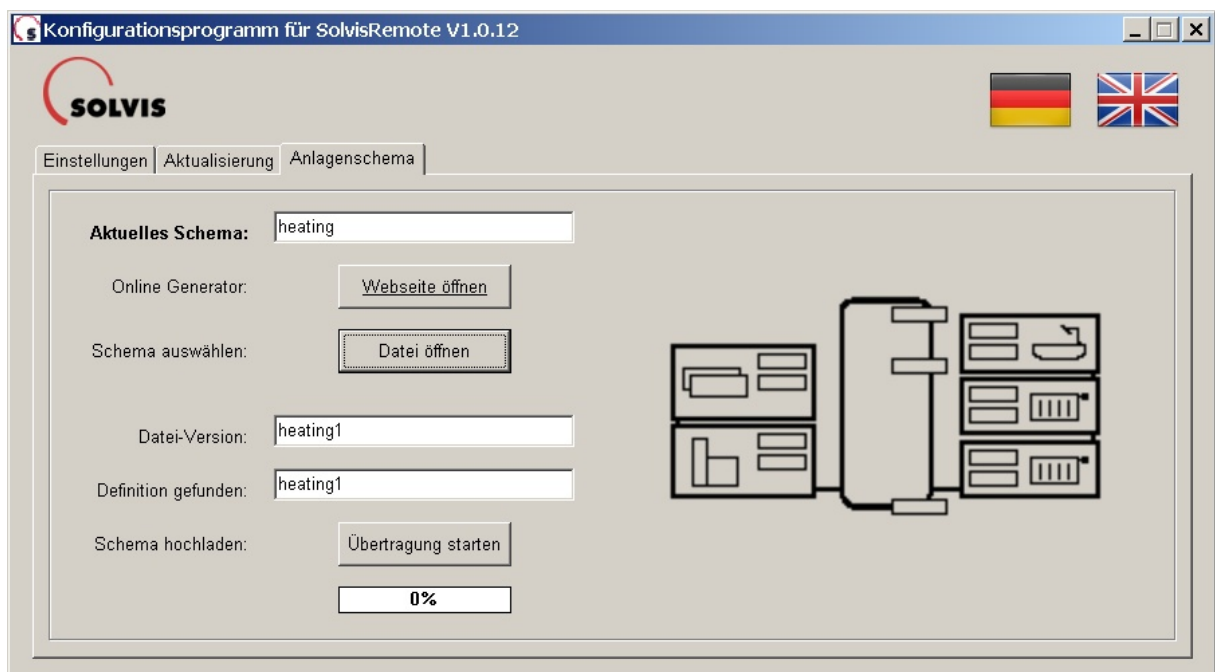 s Konfigurationsprogramm für SolvisRemote V1.0.12
SOLVIS
Einstellungen Aktualisierung Anlagenschema
Aktuelles Schema: heating
Online Generator: Webseite öffnen
Schema auswählen: Datei öffnen
Datei-Version: heating1
Definition gefunden: heating1
Schema hochladen: Übertragung starten
0%